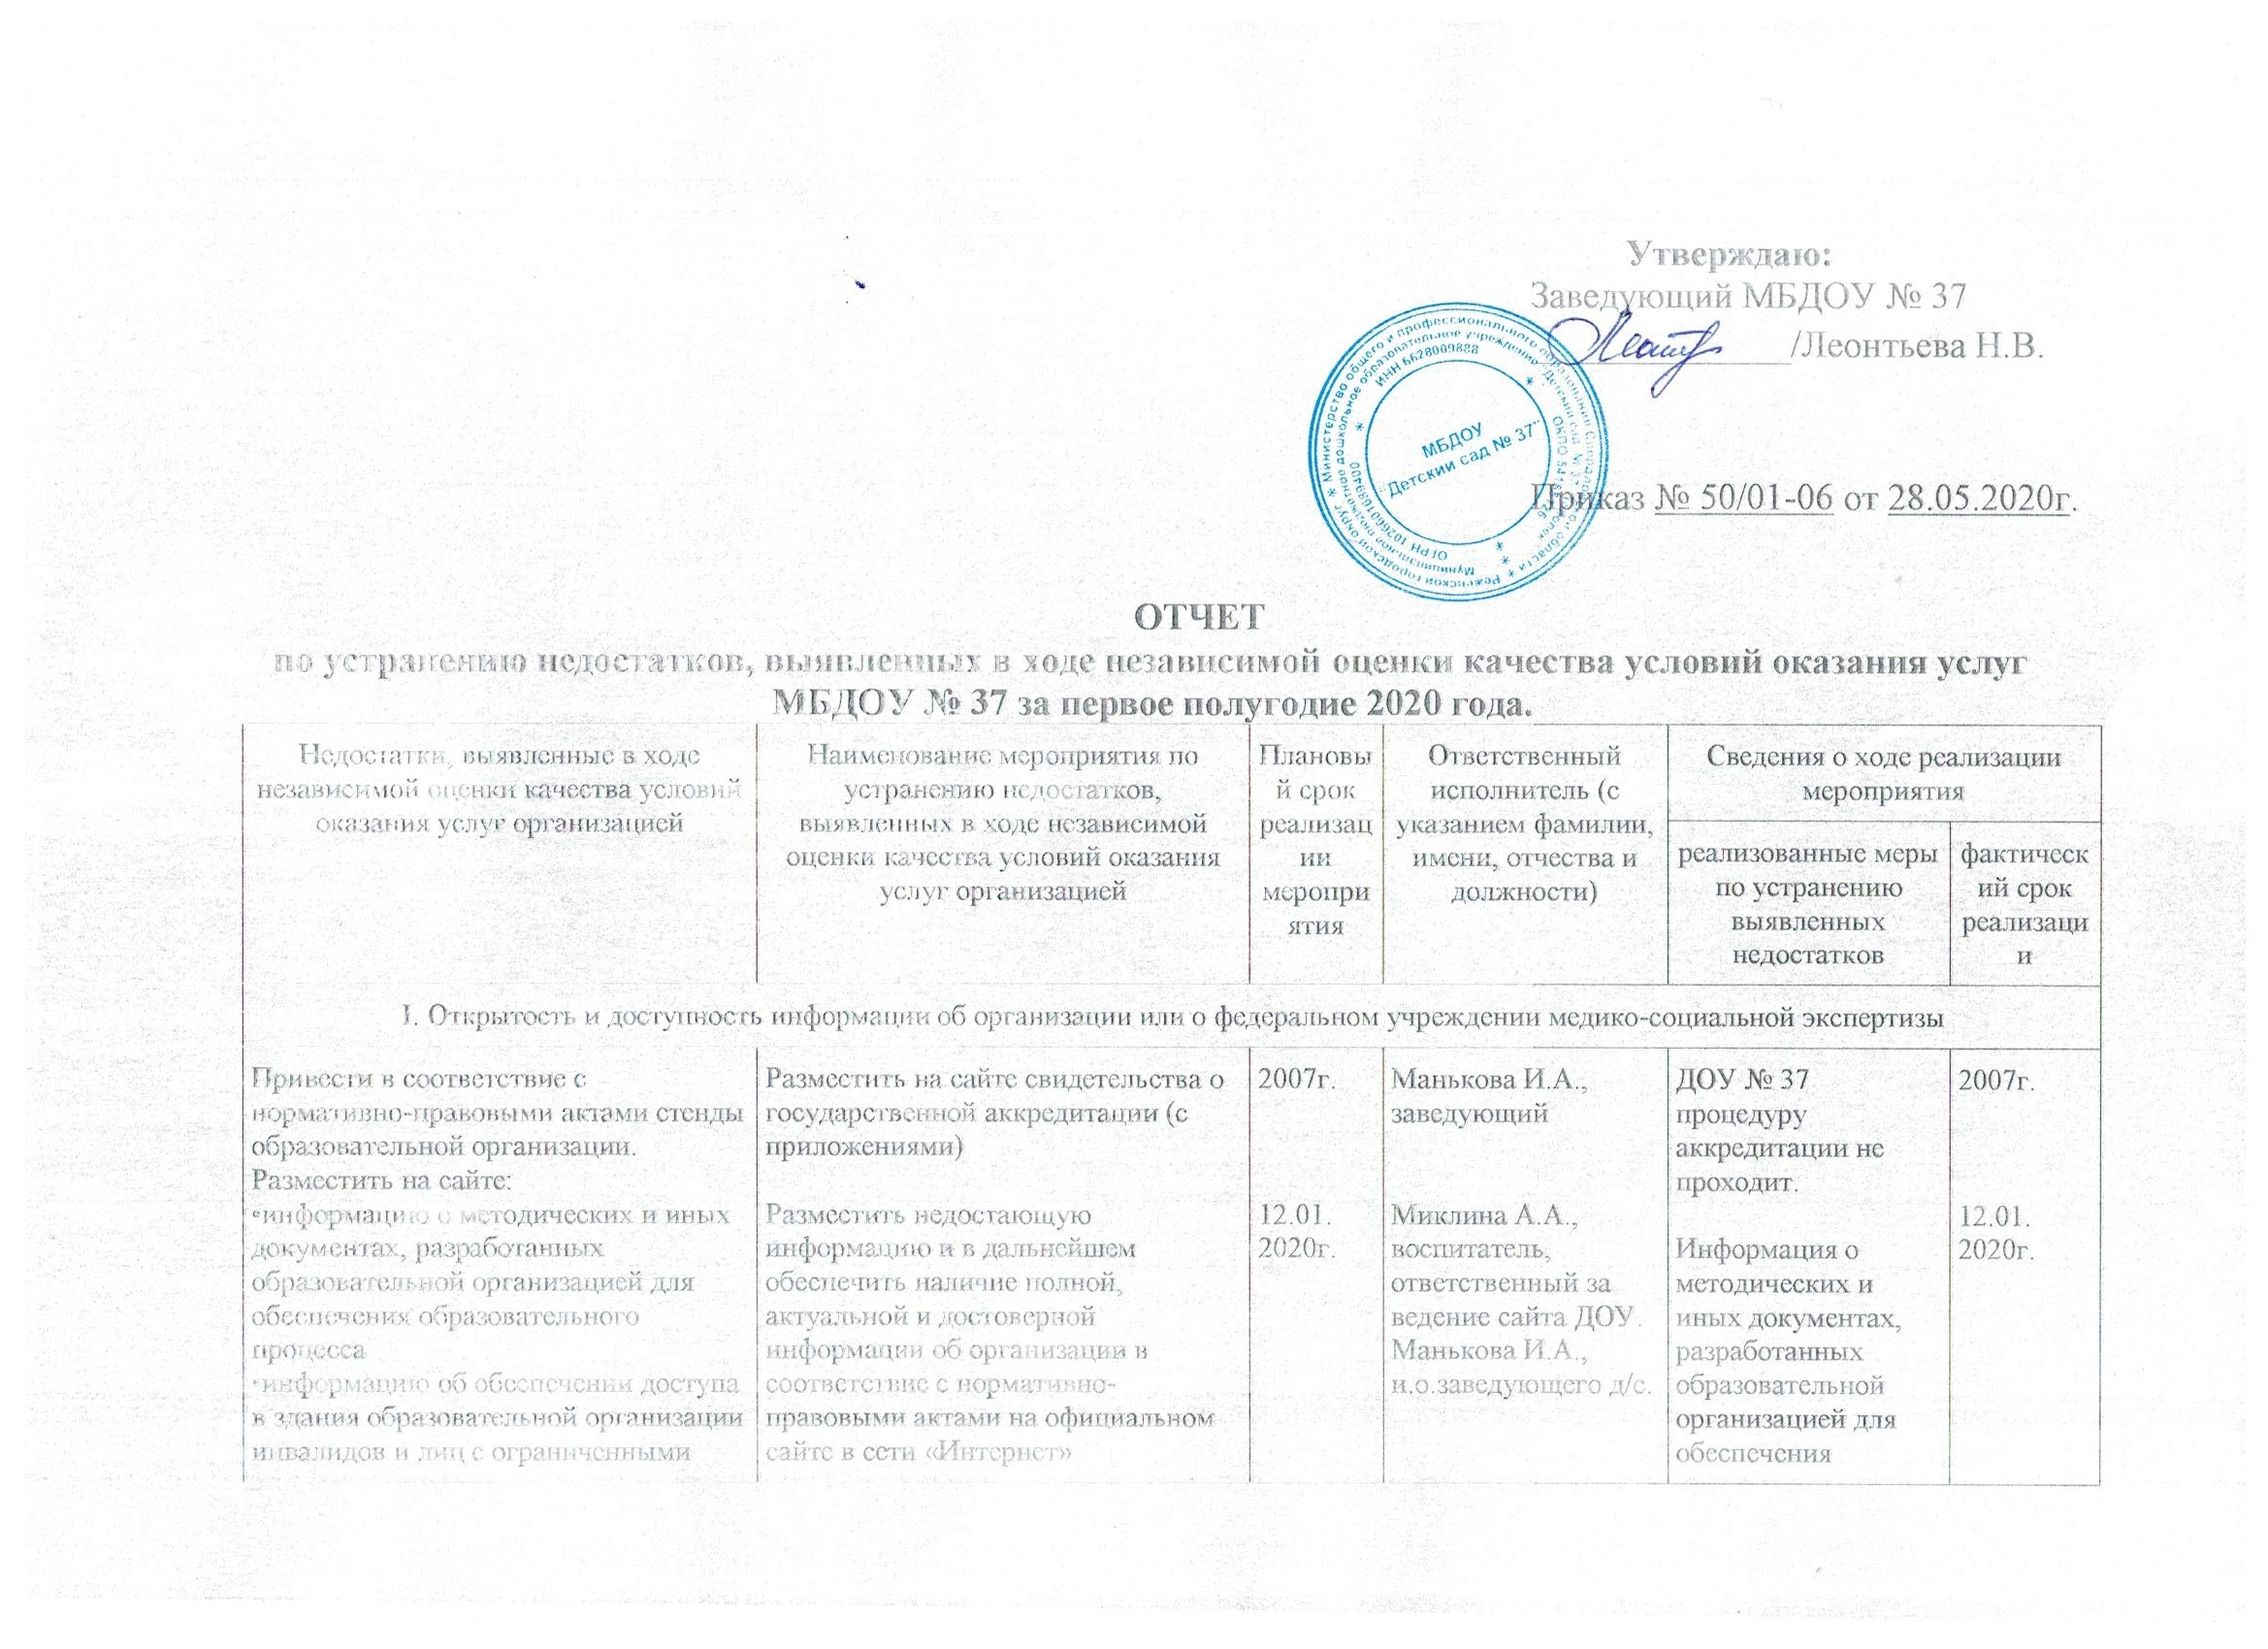 Утверждаю:
Заведующий МБДОУ № 37
/Леонтьева Н.В.
ИНН 6628009888
МБДОУ
"Детский сад № 37"
Приказ № 50/01-06 от 28.05.2020г.
ОТЧЕТ
по устранению недостатков, выявленных в ходе независимой оценки качества условий оказания услуг
МБДОУ № 37 за первое полугодие 2020 года.
Недостатки, выявленные в ходе
независимой оценки качества условий
оказания услуг организацией
Наименование мероприятия по
устранению недостатков,
выявленных в ходе независимой
оценки качества условий оказания
услуг организацией
Плановы
й срок
реализац
ии
меропри
ятия
Ответственный
исполнитель (с
указанием фамилии,
имени, отчества и
должности)
Сведения о ходе реализации
мероприятия
реализованные меры
по устранению
выявленных
недостатков
фактическ
ий срок
реализаци
и
I. Открытость и доступность информации об организации или о федеральном учреждении медико-социальной экспертизы
Привести в соответствие с
нормативно-правовыми актами стенды
образовательной организации.
Разместить на сайте:
•информацию о методических и иных
документах, разработанных
образовательной организацией для
обеспечения образовательного
процесса
•информацию об обеспечении доступа
в здания образовательной организации
инвалидов и лиц с ограниченными
Разместить на сайте свидетельства о
государственной аккредитации (с
приложениями)
Разместить недостающую
информацию и в дальнейшем
обеспечить наличие полной,
актуальной и достоверной
информации об организации в
соответствие с нормативно-
правовыми актами на официальном
сайте в сети «Интернет»
2007г.
12.01.
2020г.
Манькова И.А.,
заведующий
Миклина А.А.,
воспитатель,
ответственный за
ведение сайта ДОУ.
Манькова И.А.,
и.о.заведующего д/с.
ДОУ № 37
процедуру
аккредитации не
проходит.
Информация о
методических и
иных документах,
разработанных
образовательной
организацией для
обеспечения
2007г.
12.01.
2020г.